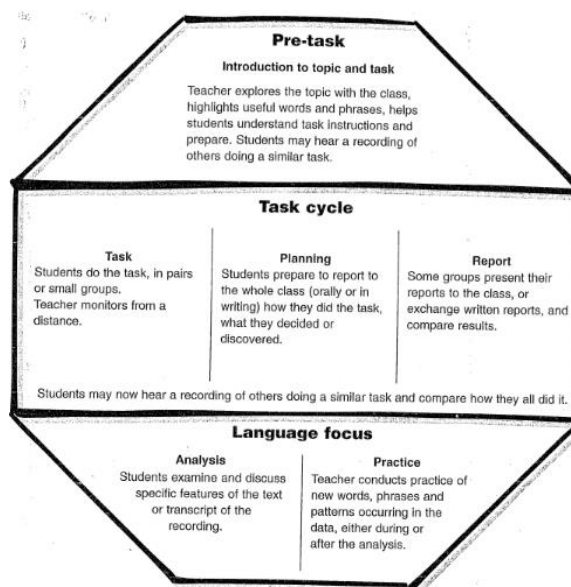 Pre-task
Introduction to topic and task
Teacher explores the topic with the class,
highlights useful words and phrases, helps
students understand task instructions and
prepare. Students may hear a recording of
others doing a similar task.
Task cycle
Task
Students do the task, in pairs
or small groups.
Teacher monitors from a
distance.
Planning
Students prepare to report to
the whole class (orally or in
writing) how they did the task,
what they decided or
discovered.
Report
Some groups present their
reports to the class, or
exchange written reports, and
compare results.
Students may now hear a recording of others doing a similar task and compare how they all did it.
Language focus
Analysis
Students examine and discuss
specific features of the text
or transcript of the
recording.
Practice
Teacher conducts practice of
new words, phrases and
patterns occurring in the
data, either during or
after the analysis.